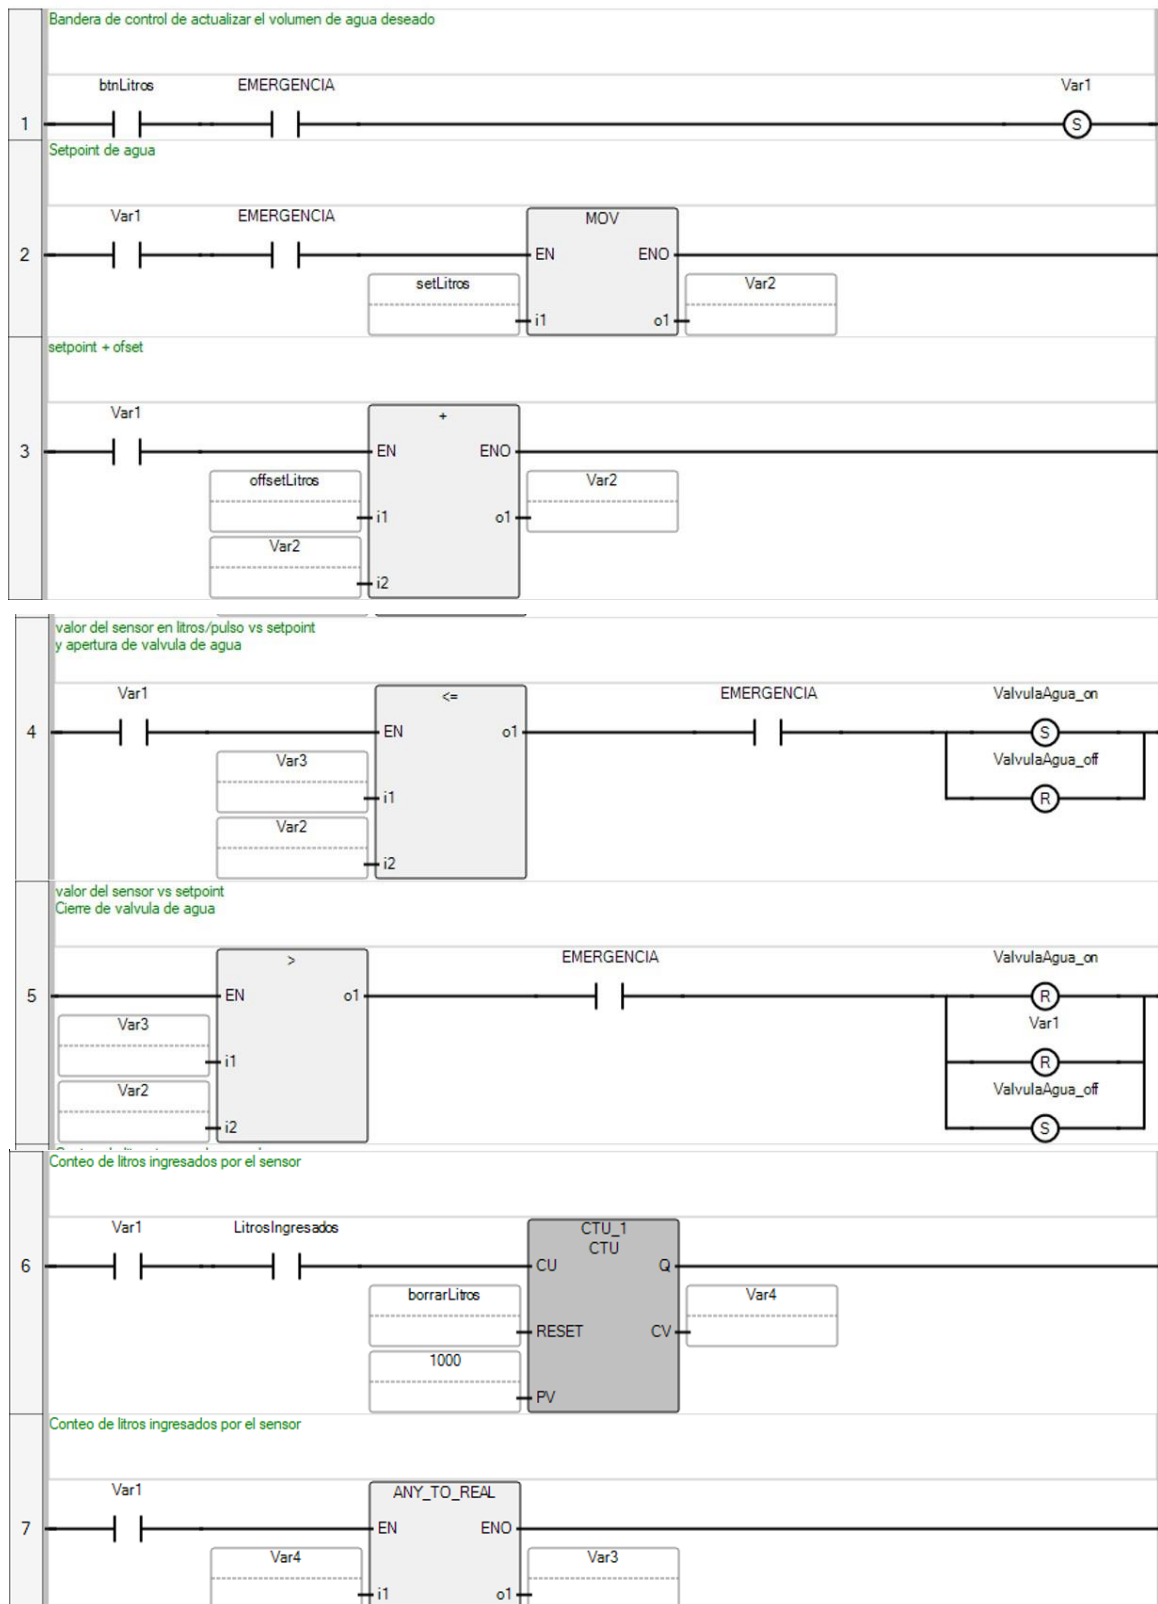 Bandera de control de actualizar el volumen de agua deseado
btnLitros EMERGENCIA Var1
1 S
Setpoint de agua
Var1 EMERGENCIA MOV
2 EN ENO
setLitros Var2
i1 o1
setpoint + ofset
Var1 +
3 EN ENO
offsetLitros Var2
i1 o1
Var2
i2
valor del sensor en litros/pulso vs setpoint
y apertura de valvula de agua
Var1 <= EMERGENCIA ValvulaAgua_on
4 EN o1 S
Var3 ValvulaAgua_off
i1 R
Var2
i2
valor del sensor vs setpoint
Cierre de valvula de agua
> EMERGENCIA ValvulaAgua_on
5 EN o1 R
Var3 Var1
i1 R
Var2 ValvulaAgua_off
i2 S
Conteo de litros ingresados por el sensor
Var1 LitrosIngresados CTU_1
CTU
6 CU Q
borrarLitros Var4
RESET CV
1000
PV
Conteo de litros ingresados por el sensor
Var1 ANY_TO_REAL
7 EN ENO
Var4 Var3
i1 o1